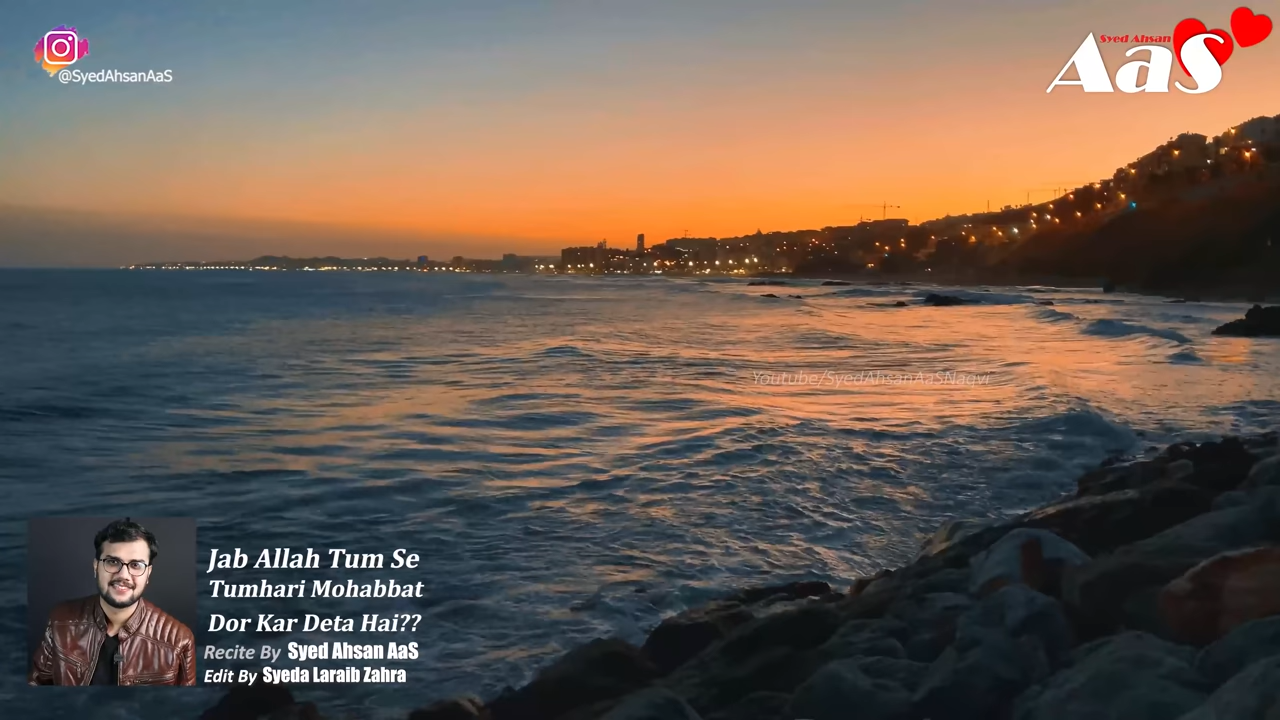 @SyedAhsanAaS
Syed Ahsan
AaS
Youtube/SyedAhsanAaSNaqvi
Jab Allah Tum Se
Tumhari Mohabbat
Dor Kar Deta Hai??
Recite By Syed Ahsan AaS
Edit By Syeda Laraib Zahra